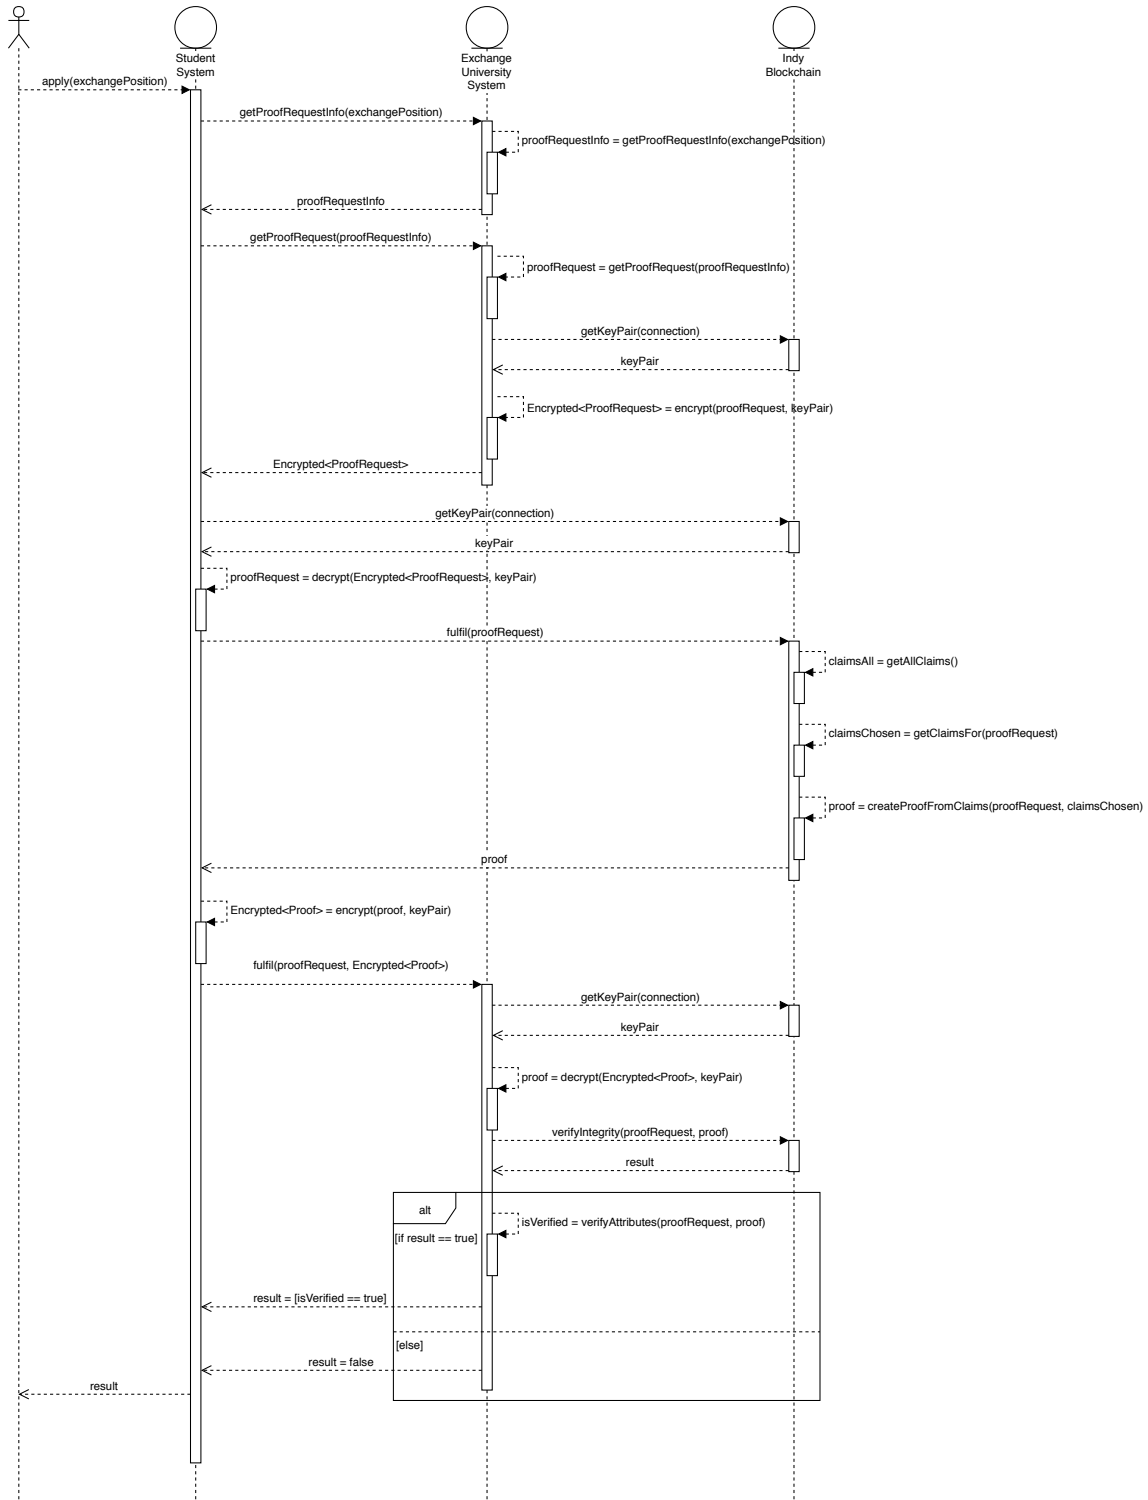 Student
System
Exchange
University
System
Indy
Blockchain
apply(exchangePosition)
getProofRequestInfo(exchangePosition)
proofRequestInfo = getProofRequestInfo(exchangePosition)
proofRequestInfo
getProofRequest(proofRequestInfo)
proofRequest = getProofRequest(proofRequestInfo)
getKeyPair(connection)
keyPair
Encrypted<ProofRequest> = encrypt(proofRequest, keyPair)
Encrypted<ProofRequest>
getKeyPair(connection)
keyPair
proofRequest = decrypt(Encrypted<ProofRequest>, keyPair)
fulfil(proofRequest)
claimsAll = getAllClaims()
claimsChosen = getClaimsFor(proofRequest)
proof = createProofFromClaims(proofRequest, claimsChosen)
proof
Encrypted<Proof> = encrypt(proof, keyPair)
fulfil(proofRequest, Encrypted<Proof>)
getKeyPair(connection)
keyPair
proof = decrypt(Encrypted<Proof>, keyPair)
verifyIntegrity(proofRequest, proof)
result
alt
isVerified = verifyAttributes(proofRequest, proof)
[if result == true]
result = [isVerified == true]
[else]
result = false
result